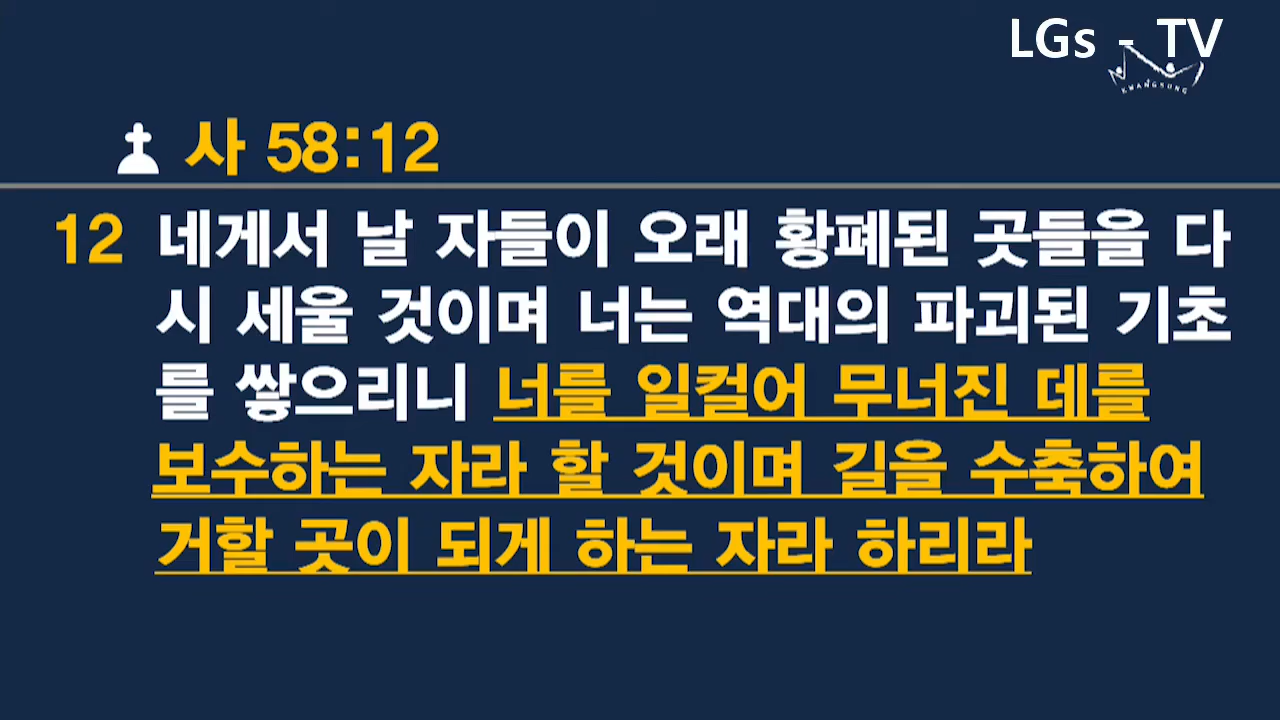 LGs - TV
KWANGSUNG
사 58:12
12 네게서 날 자들이 오래 황폐된 곳들을 다
시 세울 것이며 너는 역대의 파괴된 기초
를 쌓으리니 너를 일컬어 무너진 데를
보수하는 자라 할 것이며 길을 수축하여
거할 곳이 되게 하는 자라 하리라